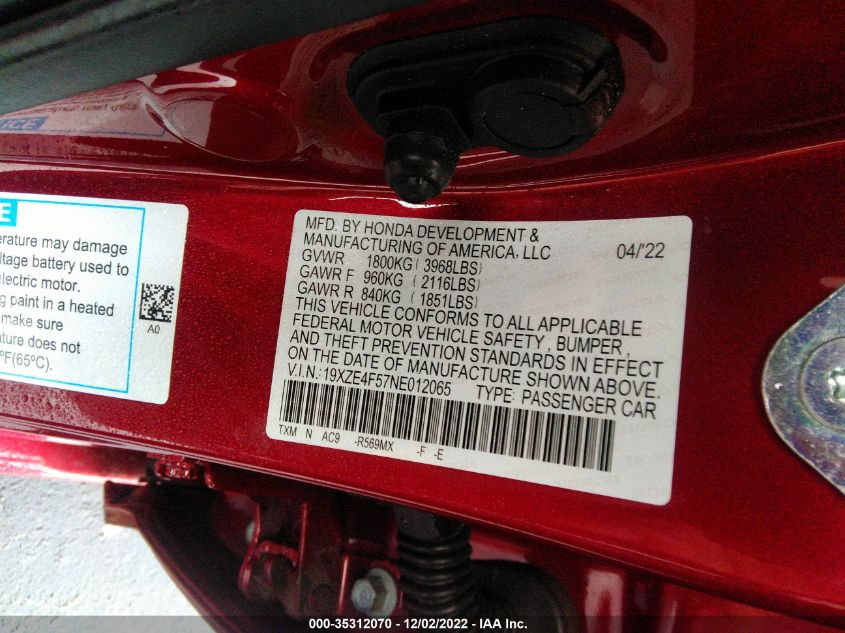 ICE
E
erature may damage
ltage battery used to
electric motor.
g paint in a heated
make sure
ture does not
°F(65°C).
A0
MFD. BY HONDA DEVELOPMENT &
MANUFACTURING OF AMERICA, LLC 04/'22
GVWR 1800KG ( 3968LBS)
GAWR F 960KG ( 2116LBS)
GAWR R 840KG ( 1851LBS)
THIS VEHICLE CONFORMS TO ALL APPLICABLE
FEDERAL MOTOR VEHICLE SAFETY, BUMPER,
AND THEFT PREVENTION STANDARDS IN EFFECT
ON THE DATE OF MANUFACTURE SHOWN ABOVE.
V.I.N.: 19XZE4F57NE012065 TYPE: PASSENGER CAR
TXM N AC9 -R569MX -F -E
000-35312070 - 12/02/2022 - IAA Inc.